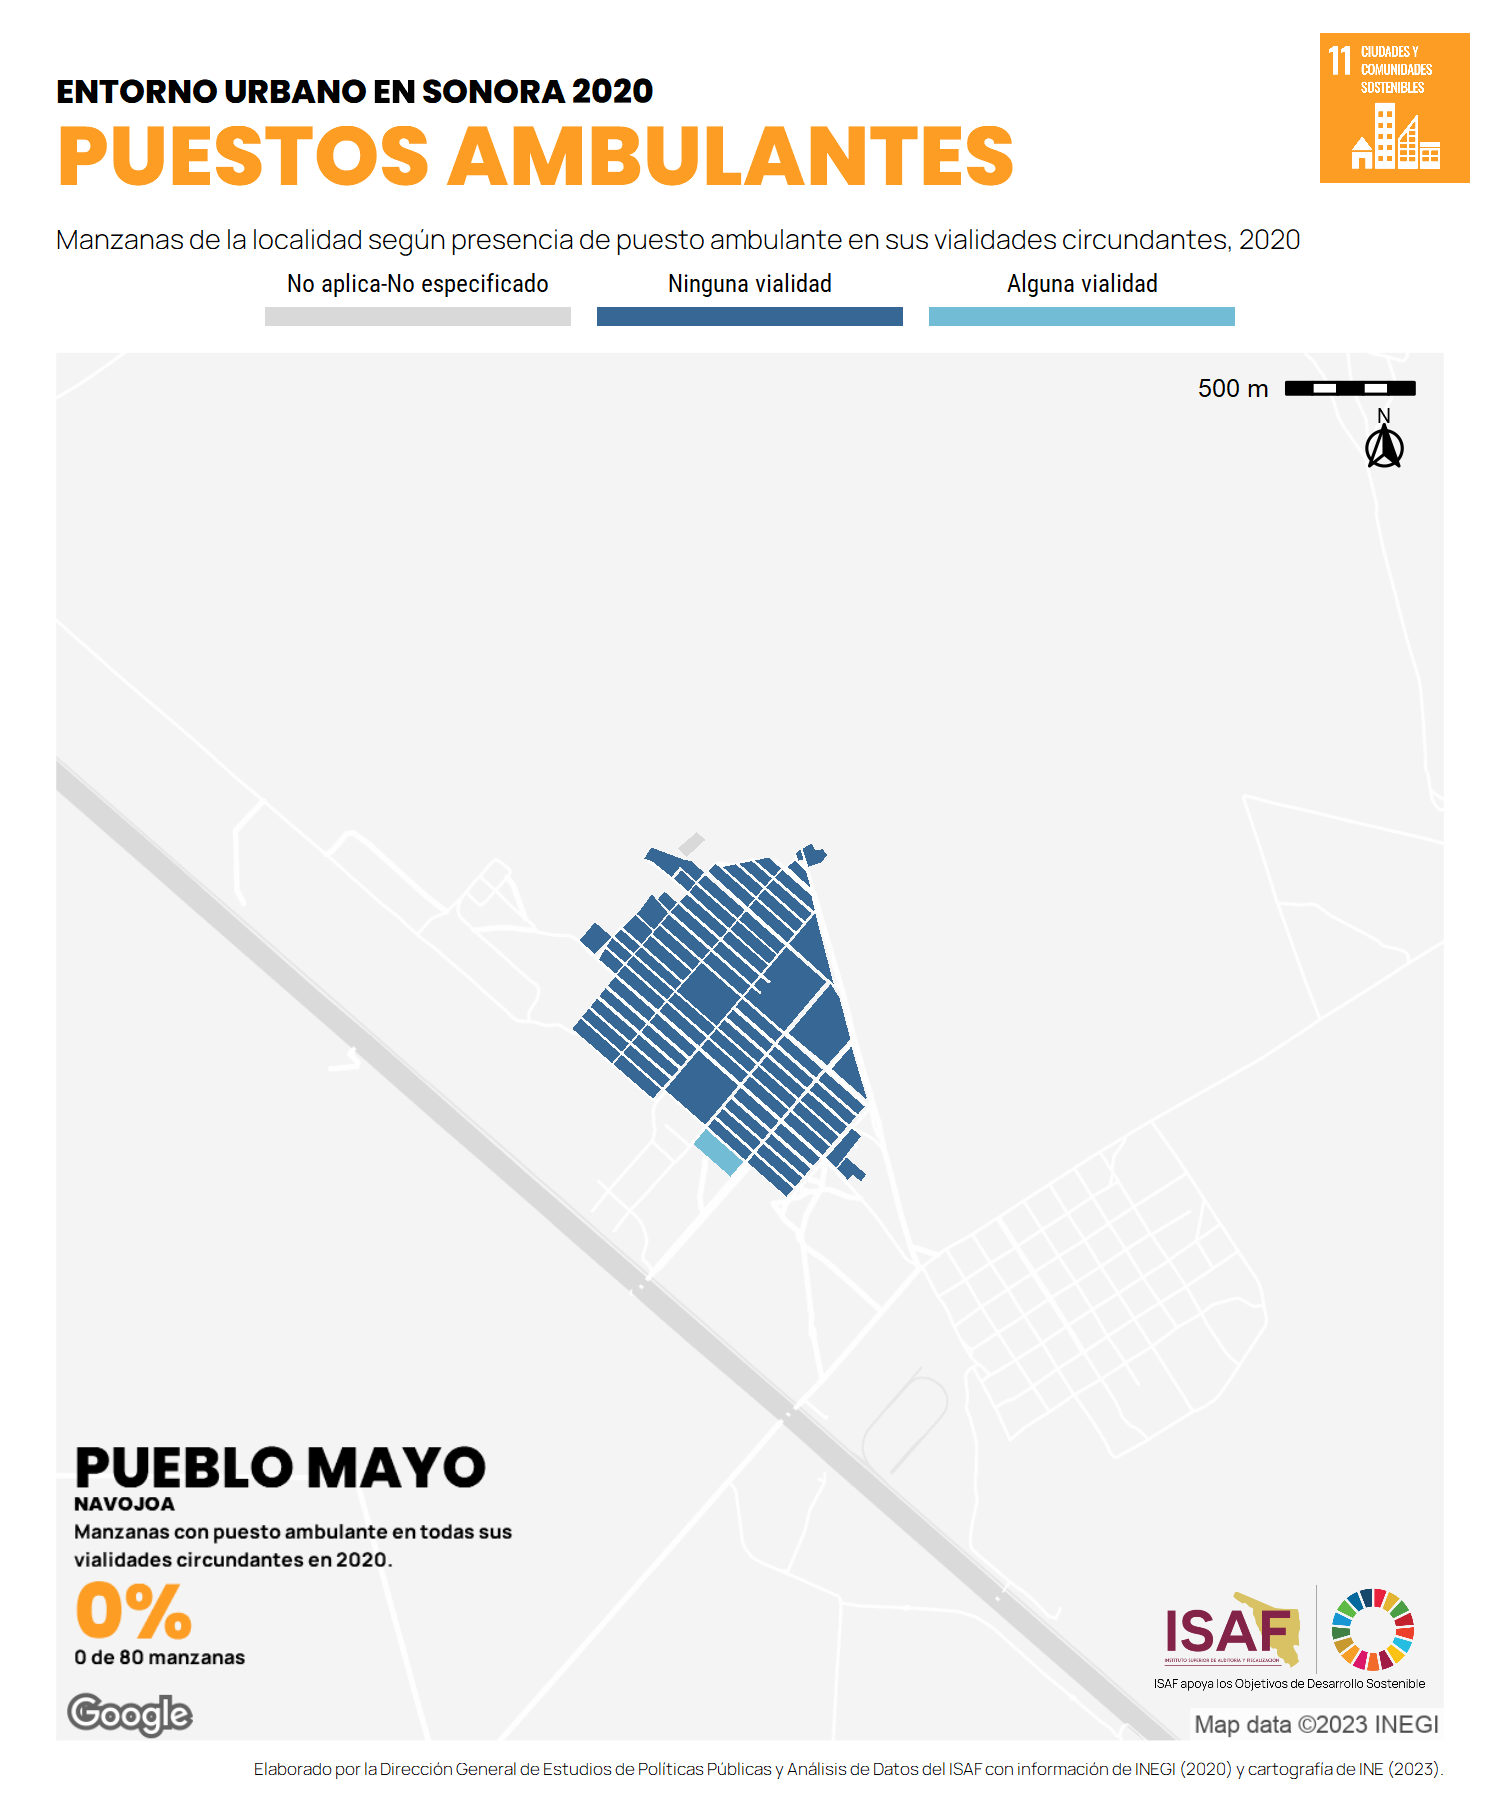 ENTORNO URBANO EN SONORA 2020
PUESTOS AMBULANTES
11 CIUDADES Y
COMUNIDADES
SOSTENIBLES
Manzanas de la localidad según presencia de puesto ambulante en sus vialidades circundantes, 2020
No aplica-No especificado
Ninguna vialidad
Alguna vialidad
500 m
N
PUEBLO MAYO
NAVOJOA
Manzanas con puesto ambulante en todas sus
vialidades circundantes en 2020.
0%
0 de 80 manzanas
Google
ISAF
INSTITUTO SUPERIOR DE AUDITORÍA Y FISCALIZACIÓN
ISAF apoya los Objetivos de Desarrollo Sostenible
Map data ©2023 INEGI
Elaborado por la Dirección General de Estudios de Políticas Públicas y Análisis de Datos del ISAF con información de INEGI (2020) y cartografía de INE (2023).